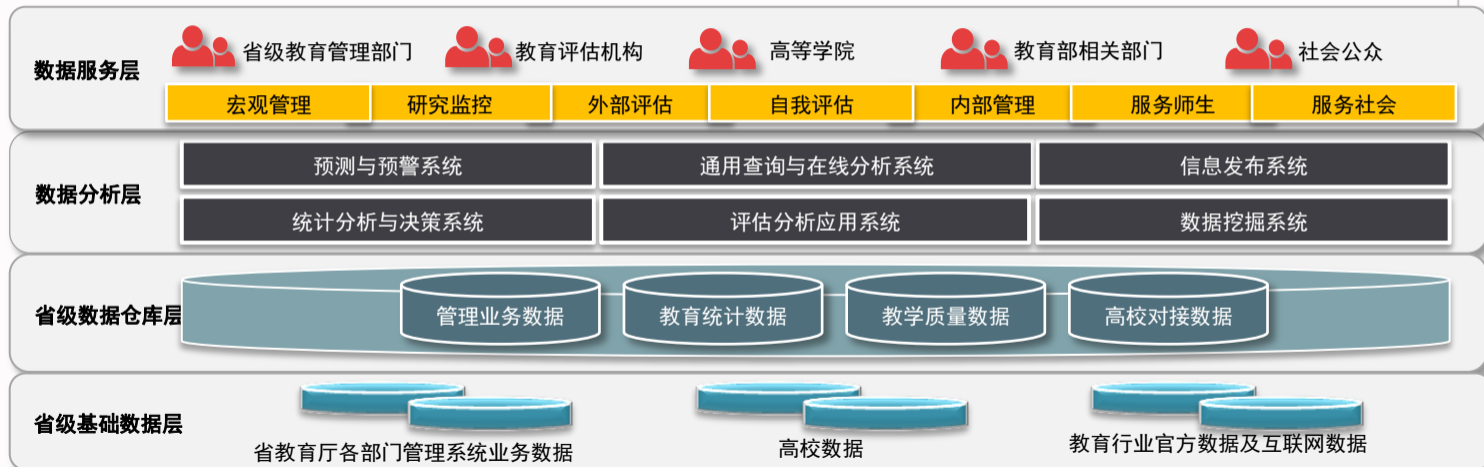 数据服务层
省级教育管理部门
教育评估机构
高等学院
教育部相关部门
社会公众
宏观管理
研究监控
外部评估
自我评估
内部管理
服务师生
服务社会
数据分析层
预测与预警系统
通用查询与在线分析系统
信息发布系统
统计分析与决策系统
评估分析应用系统
数据挖掘系统
省级数据仓库层
管理业务数据
教育统计数据
教学质量数据
高校对接数据
省级基础数据层
省教育厅各部门管理系统业务数据
高校数据
教育行业官方数据及互联网数据